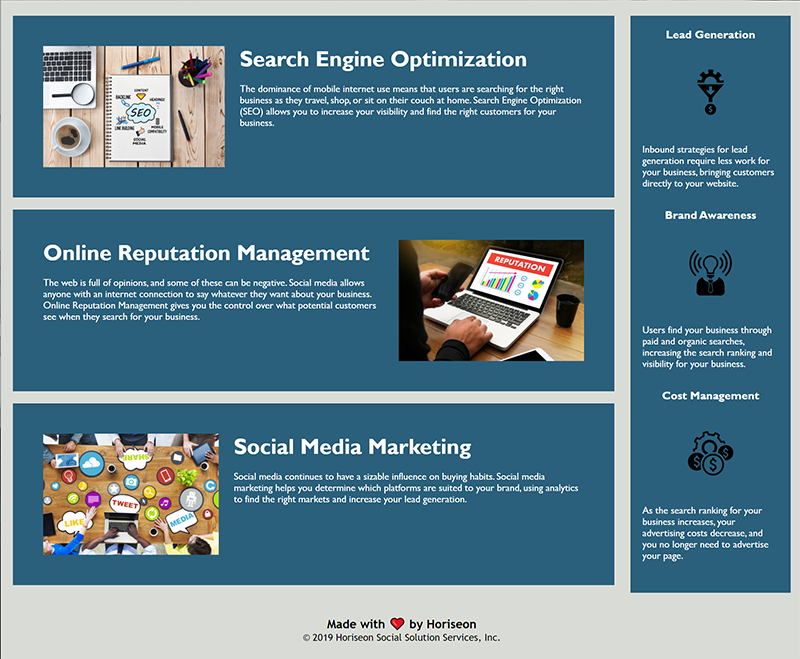 Search Engine Optimization
The dominance of mobile internet use means that users are searching for the right
business as they travel, shop, or sit on their couch at home. Search Engine Optimization
(SEO) allows you to increase your visibility and find the right customers for your
business.
CONTENT
BACKLINK
HEADINGS
SEO
LINK BUILDING
MOBILE
COMPATIBILITY
SOCIAL
MEDIA
Online Reputation Management
The web is full of opinions, and some of these can be negative. Social media allows
anyone with an internet connection to say whatever they want about your business.
Online Reputation Management gives you the control over what potential customers
see when they search for your business.
REPUTATION
Social Media Marketing
Social media continues to have a sizable influence on buying habits. Social media
marketing helps you determine which platforms are suited to your brand, using analytics
to find the right markets and increase your lead generation.
SHARE
TWEET
LIKE
MEDIA
Lead Generation
$
Inbound strategies for lead
generation require less work for
your business, bringing customers
directly to your website.
Brand Awareness
Users find your business through
paid and organic searches,
increasing the search ranking and
visibility for your business.
Cost Management
$ $ $
As the search ranking for your
business increases, your
advertising costs decrease, and
you no longer need to advertise
your page.
Made with ❤️ by Horiseon
© 2019 Horiseon Social Solution Services, Inc.